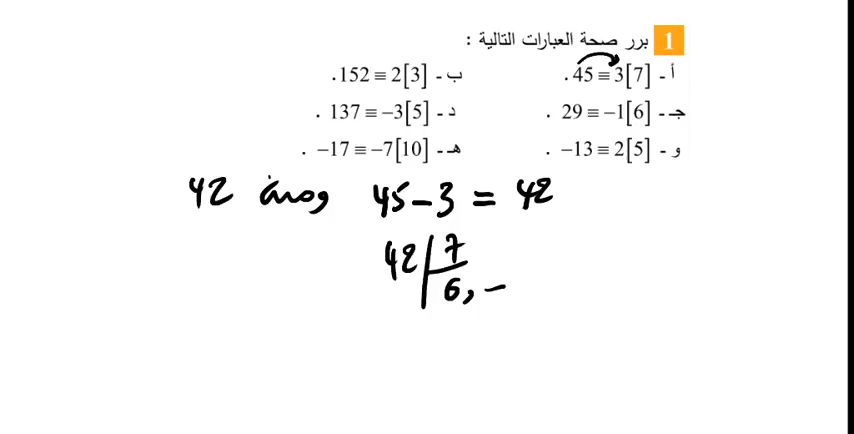 1 برر صحة العبارات التالية :
أ - 45 ≡ 3[7] . ب - 152 ≡ 2[3] .
جـ - 29 ≡ −1[6] . د - 137 ≡ −3[5] .
و - −13 ≡ 2[5] . هـ - −17 ≡ −7[10] .
45 − 3 = 42 ومنه 42
42 | 7
6, −